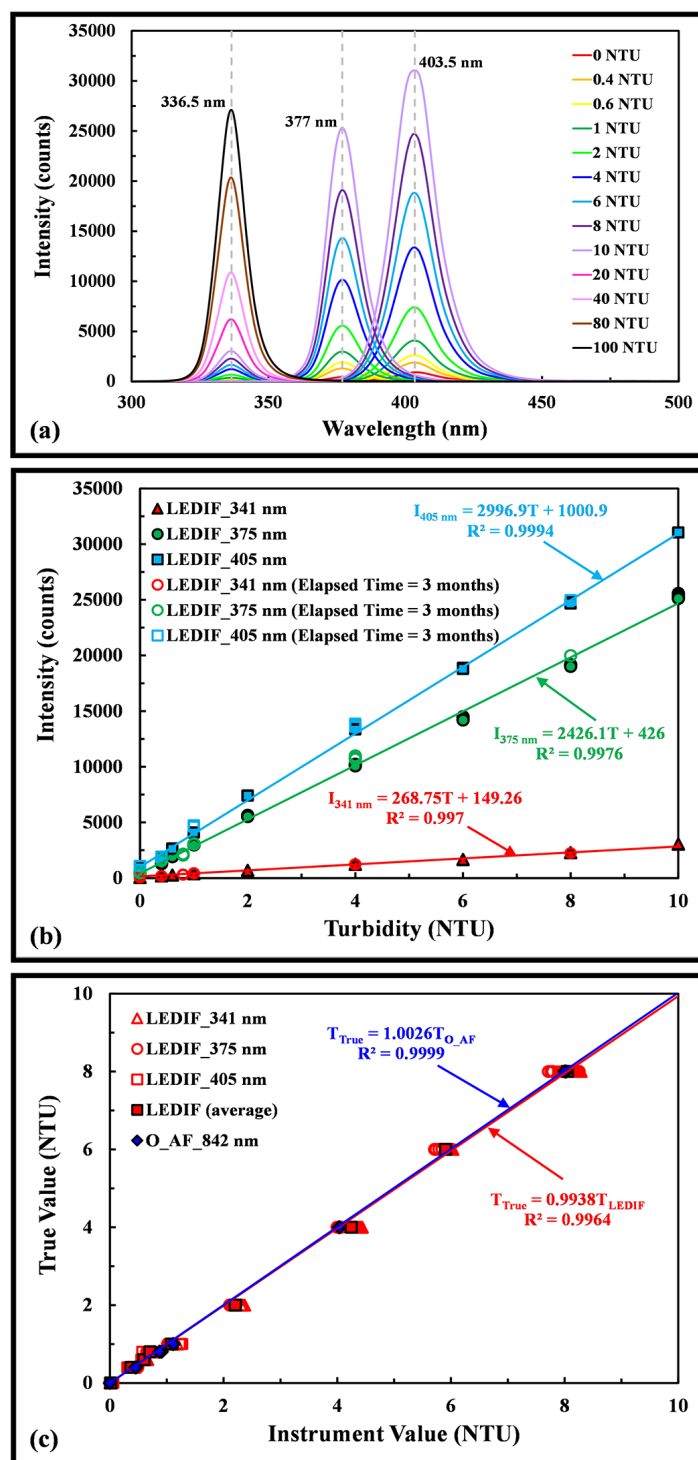 35000
30000
25000
20000
15000
10000
5000
0
Intensity (counts)
336.5 nm
377 nm
403.5 nm
0 NTU
0.4 NTU
0.6 NTU
1 NTU
2 NTU
4 NTU
6 NTU
8 NTU
10 NTU
20 NTU
40 NTU
80 NTU
100 NTU
300 350 400 450 500
Wavelength (nm)
(a)
35000
30000
25000
20000
15000
10000
5000
0
Intensity (counts)
LEDIF_341 nm
LEDIF_375 nm
LEDIF_405 nm
LEDIF_341 nm (Elapsed Time = 3 months)
LEDIF_375 nm (Elapsed Time = 3 months)
LEDIF_405 nm (Elapsed Time = 3 months)
I405 nm = 2996.9T + 1000.9
R² = 0.9994
I375 nm = 2426.1T + 426
R² = 0.9976
I341 nm = 268.75T + 149.26
R² = 0.997
0 2 4 6 8 10
Turbidity (NTU)
(b)
10
8
6
4
2
0
True Value (NTU)
LEDIF_341 nm
LEDIF_375 nm
LEDIF_405 nm
LEDIF (average)
O_AF_842 nm
TTrue = 1.0026TO_AF
R² = 0.9999
TTrue = 0.9938TLEDIF
R² = 0.9964
0 2 4 6 8 10
Instrument Value (NTU)
(c)